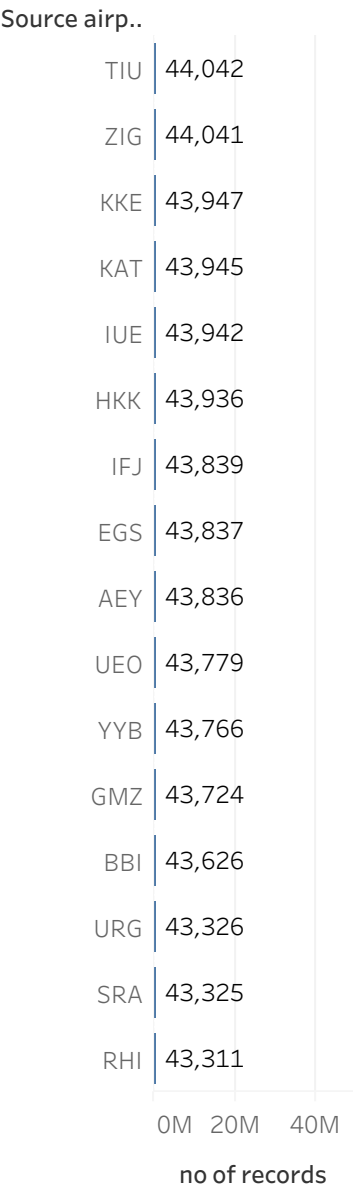 Source airp..
TIU 44,042
ZIG 44,041
KKE 43,947
KAT 43,945
IUE 43,942
HKK 43,936
IFJ 43,839
EGS 43,837
AEY 43,836
UEO 43,779
YYB 43,766
GMZ 43,724
BBI 43,626
URG 43,326
SRA 43,325
RHI 43,311
0M 20M 40M
no of records